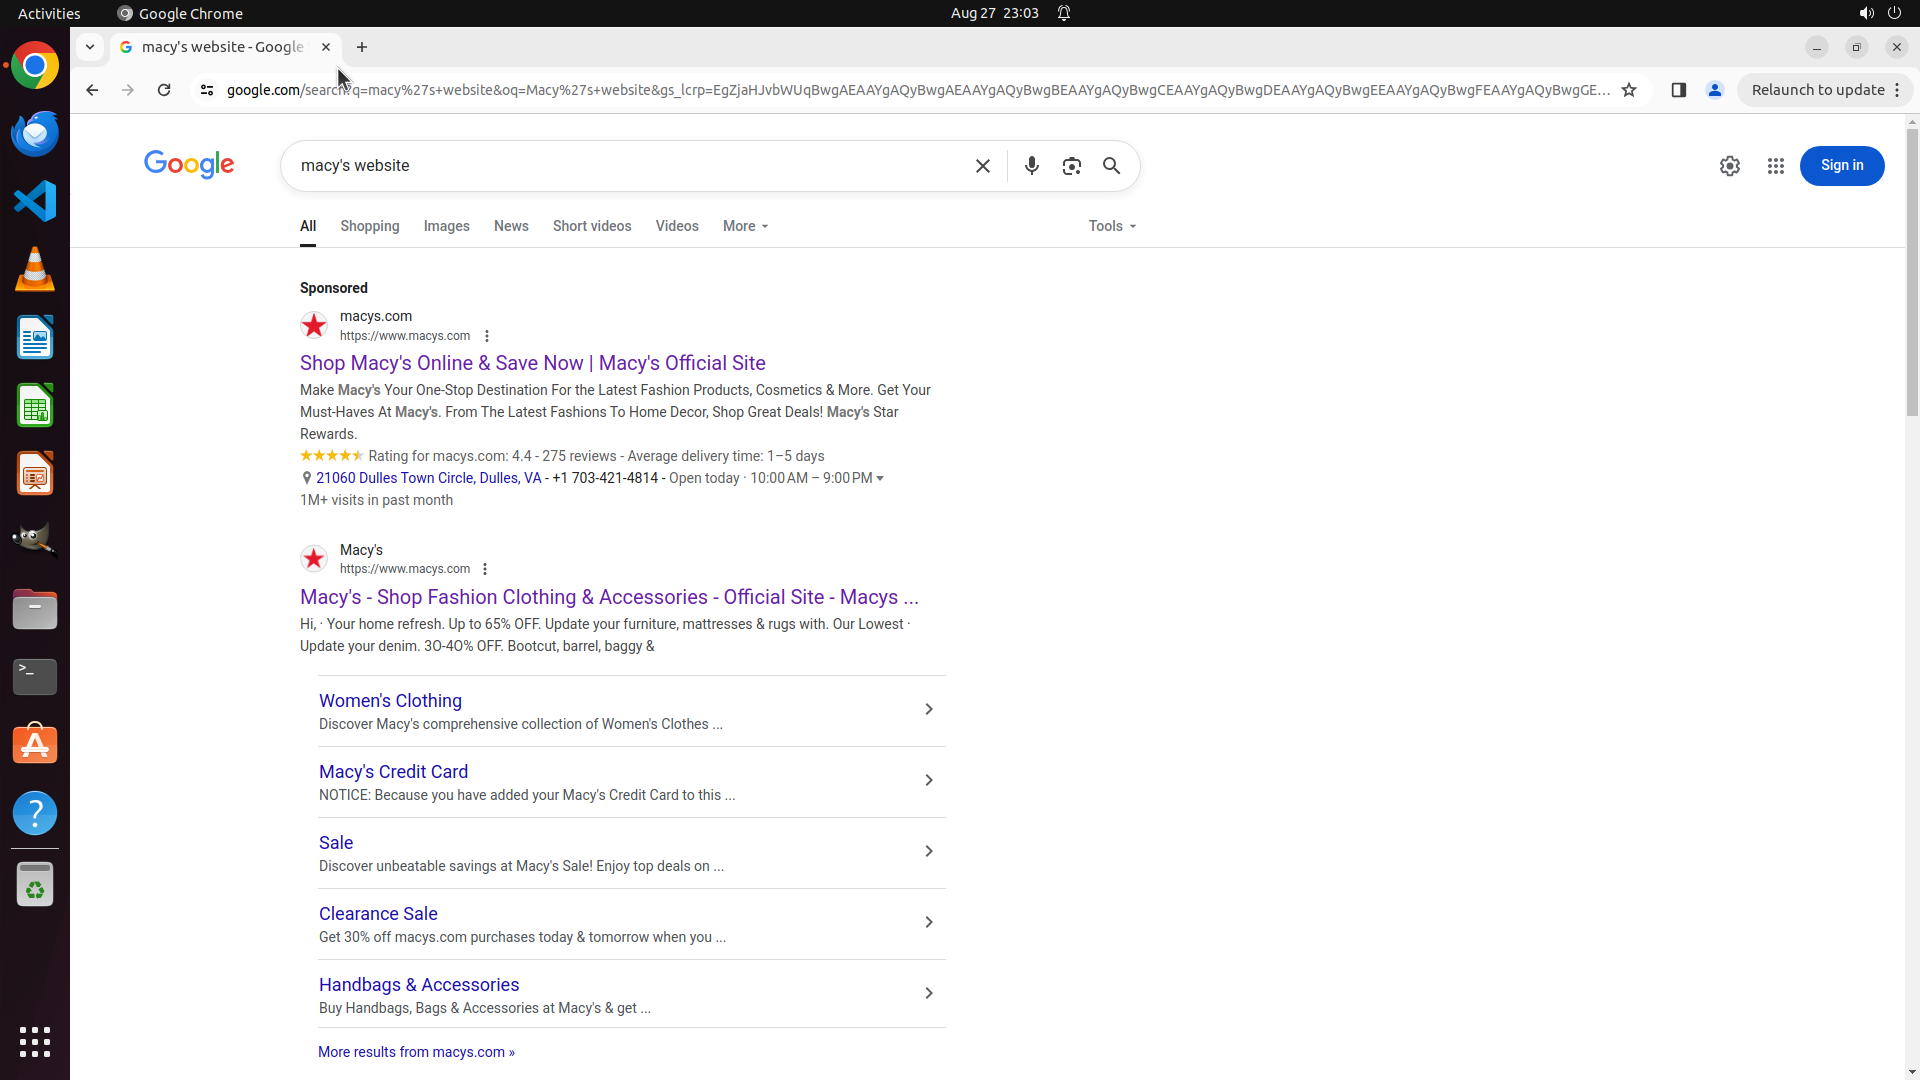 Activities
Google Chrome
Aug 27 23:03
macy's website - Google
google.com/search?q=macy%27s+website&oq=Macy%27s+website&gs_lcrp=EgZjaHJvbWUqBwgAEAAYgAQyBwgAEAAYgAQyBwgBEAAYgAQyBwgCEAAYgAQyBwgDEAAYgAQyBwgEEAAYgAQyBwgFEAAYgAQyBwgGE...
Relaunch to update
Google
macy's website
Sign in
All
Shopping
Images
News
Short videos
Videos
More
Tools
Sponsored
macys.com
https://www.macys.com
Shop Macy's Online & Save Now | Macy's Official Site
Make Macy's Your One-Stop Destination For the Latest Fashion Products, Cosmetics & More. Get Your
Must-Haves At Macy's. From The Latest Fashions To Home Decor, Shop Great Deals! Macy's Star
Rewards.
Rating for macys.com: 4.4 - 275 reviews - Average delivery time: 1–5 days
21060 Dulles Town Circle, Dulles, VA - +1 703-421-4814 - Open today · 10:00 AM – 9:00 PM
1M+ visits in past month
Macy's
https://www.macys.com
Macy's - Shop Fashion Clothing & Accessories - Official Site - Macys ...
Hi, · Your home refresh. Up to 65% OFF. Update your furniture, mattresses & rugs with. Our Lowest ·
Update your denim. 30-40% OFF. Bootcut, barrel, baggy &
Women's Clothing
Discover Macy's comprehensive collection of Women's Clothes ...
Macy's Credit Card
NOTICE: Because you have added your Macy's Credit Card to this ...
Sale
Discover unbeatable savings at Macy's Sale! Enjoy top deals on ...
Clearance Sale
Get 30% off macys.com purchases today & tomorrow when you ...
Handbags & Accessories
Buy Handbags, Bags & Accessories at Macy's & get ...
More results from macys.com »